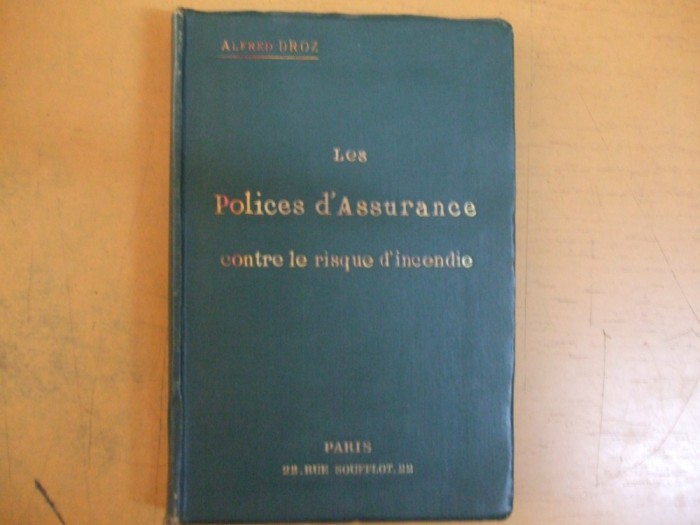 ALFRED DROZ
Les
Polices d'Assurance
contre le risque d'incendie
PARIS
22. RUE SOUFFLOT. 22